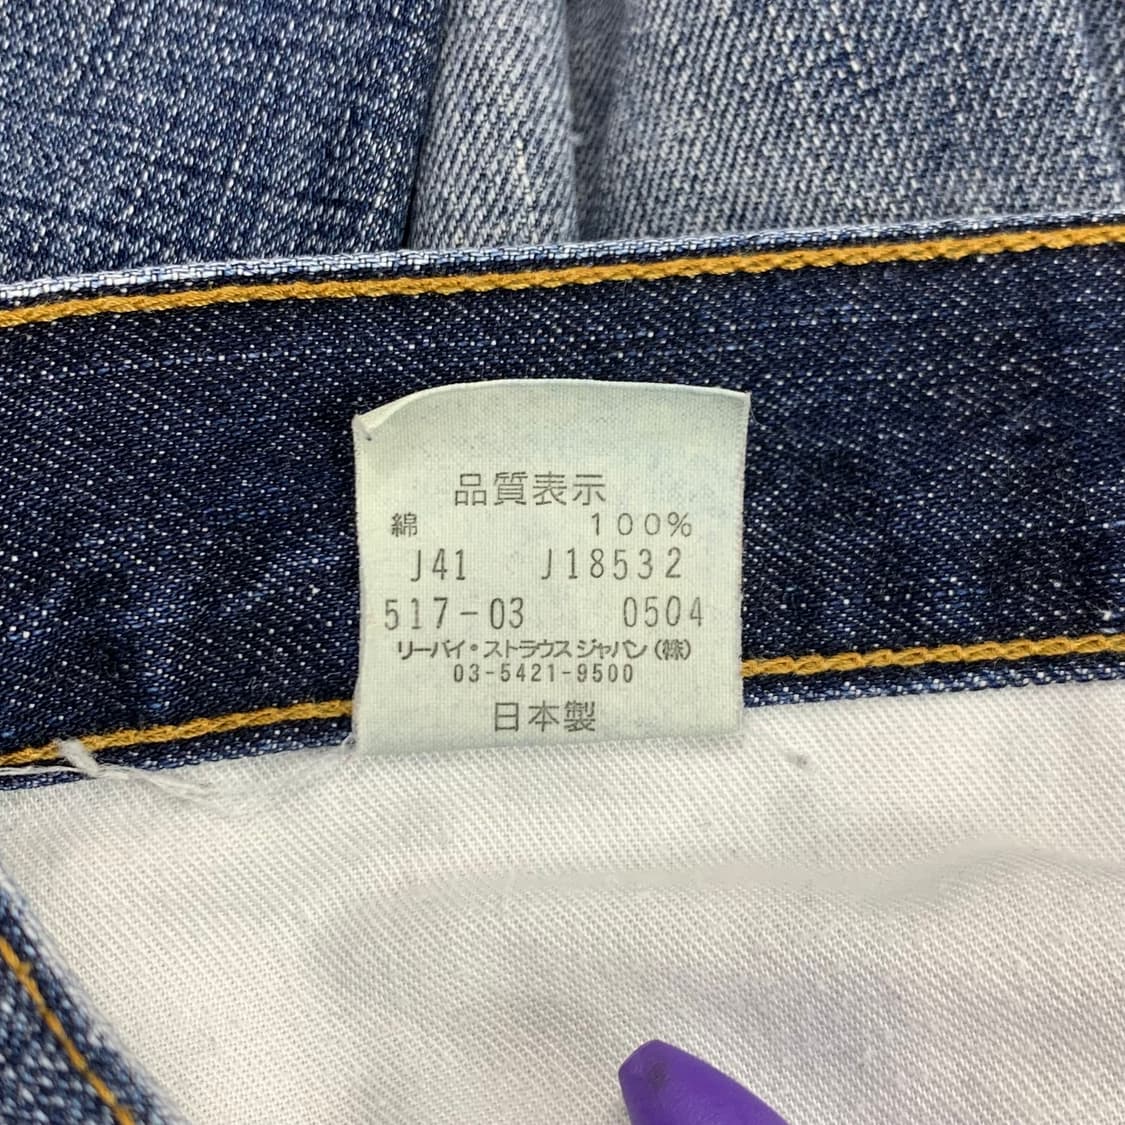 品質表示
綿 100%
J41 J18532
517-03 0504
リーバイ・ストラウスジャパン(株)
03-5421-9500
日本製